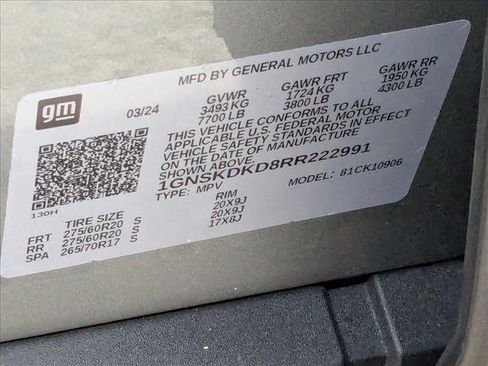 MFD BY GENERAL MOTORS LLC
gm
03/24
GVWR GAWR FRT GAWR RR
3493 KG 1724 KG 1950 KG
7700 LB 3800 LB 4300 LB
THIS VEHICLE CONFORMS TO ALL
APPLICABLE U.S. FEDERAL MOTOR
VEHICLE SAFETY STANDARDS IN EFFECT
ON THE DATE OF MANUFACTURE
SHOWN ABOVE.
1GNSKDKD8RR222991
TYPE: MPV MODEL: 81CK10906
130H
TIRE SIZE RIM
FRT 275/60R20 S 20X9J
RR 275/60R20 S 20X9J
SPA 265/70R17 S 17X8J